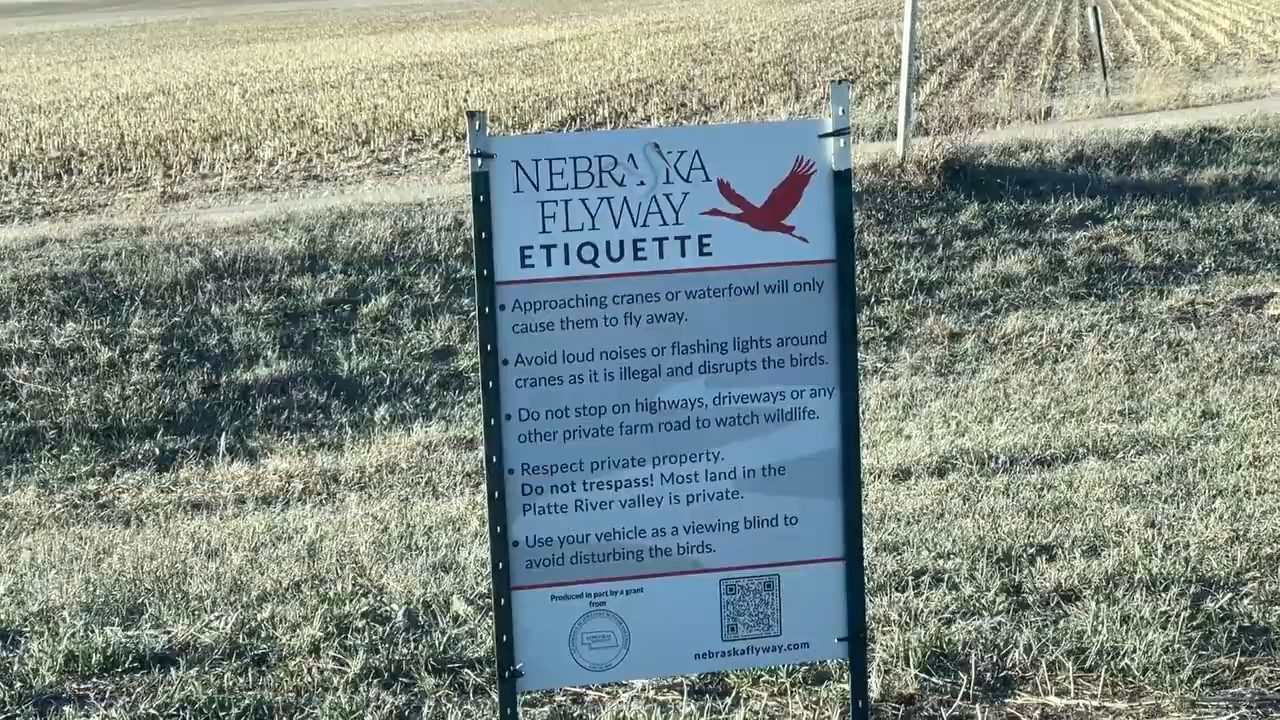 NEBRASKA
FLYWAY
ETIQUETTE
• Approaching cranes or waterfowl will only
cause them to fly away.
• Avoid loud noises or flashing lights around
cranes as it is illegal and disrupts the birds.
• Do not stop on highways, driveways or any
other private farm road to watch wildlife.
• Respect private property.
Do not trespass! Most land in the
Platte River valley is private.
• Use your vehicle as a viewing blind to
avoid disturbing the birds.
Produced in part by a grant
from
nebraskaflyway.com